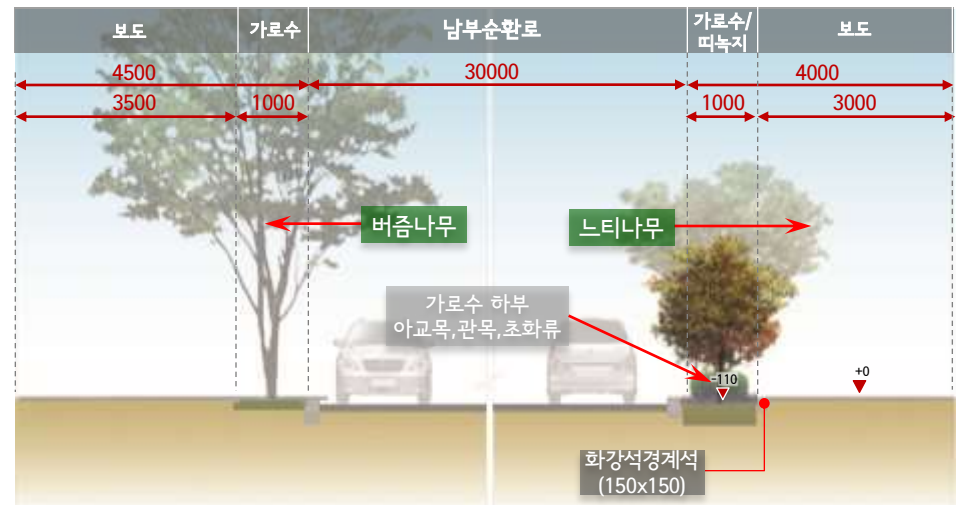 보도
가로수
남부순환로
가로수/
띠녹지
보도
4500
30000
4000
3500
1000
1000
3000
버즘나무
느티나무
가로수 하부
아교목,관목,초화류
-110
+0
화강석경계석
(150x150)